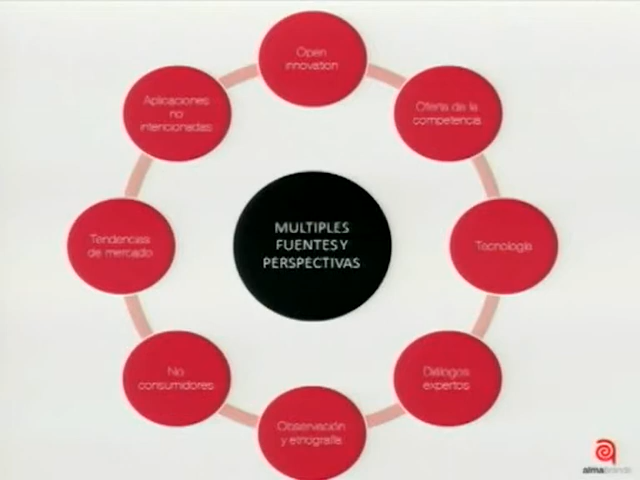 Open
innovation
Oferta de la
competencia
Tecnología
Diálogos
expertos
Observación
y etnografía
No
consumidores
Tendencias
de mercado
Aplicaciones
no
intencionadas
MULTIPLES
FUENTES Y
PERSPECTIVAS
almabrands